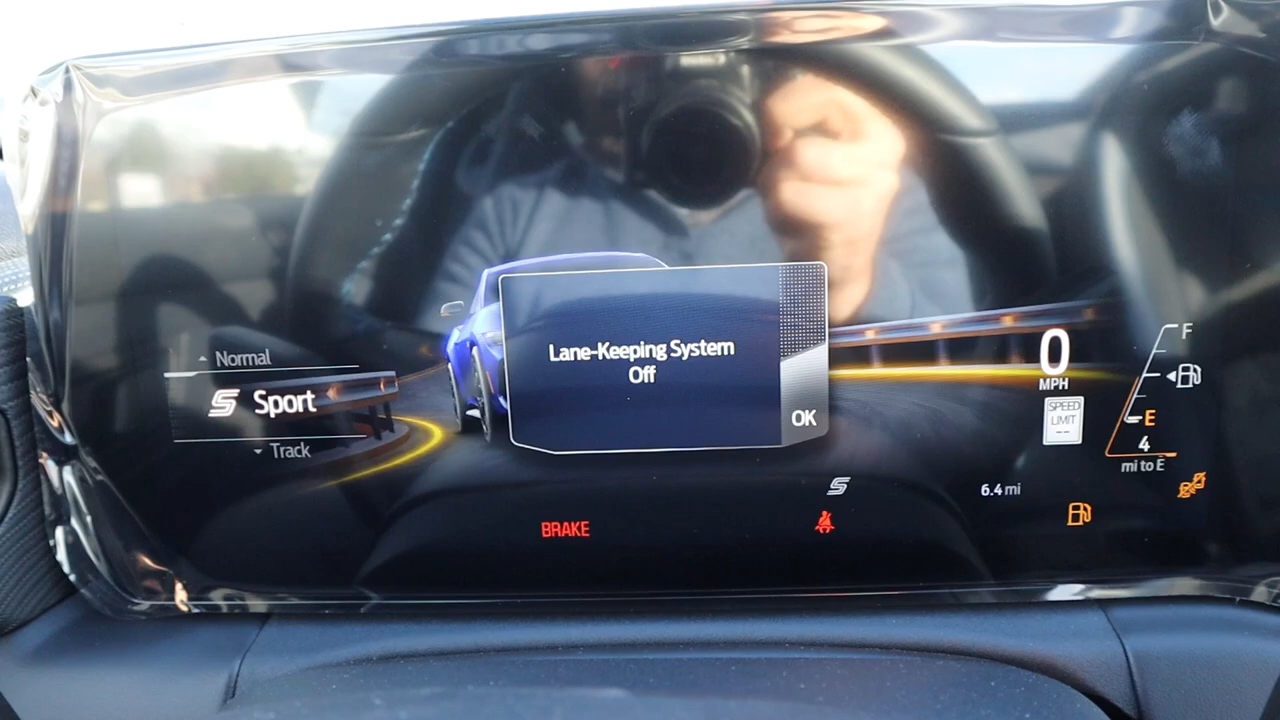 Normal
S Sport
Track
Lane-Keeping System
Off
OK
0
MPH
SPEED
LIMIT
--
F
E
4
mi to E
S
6.4 mi
BRAKE